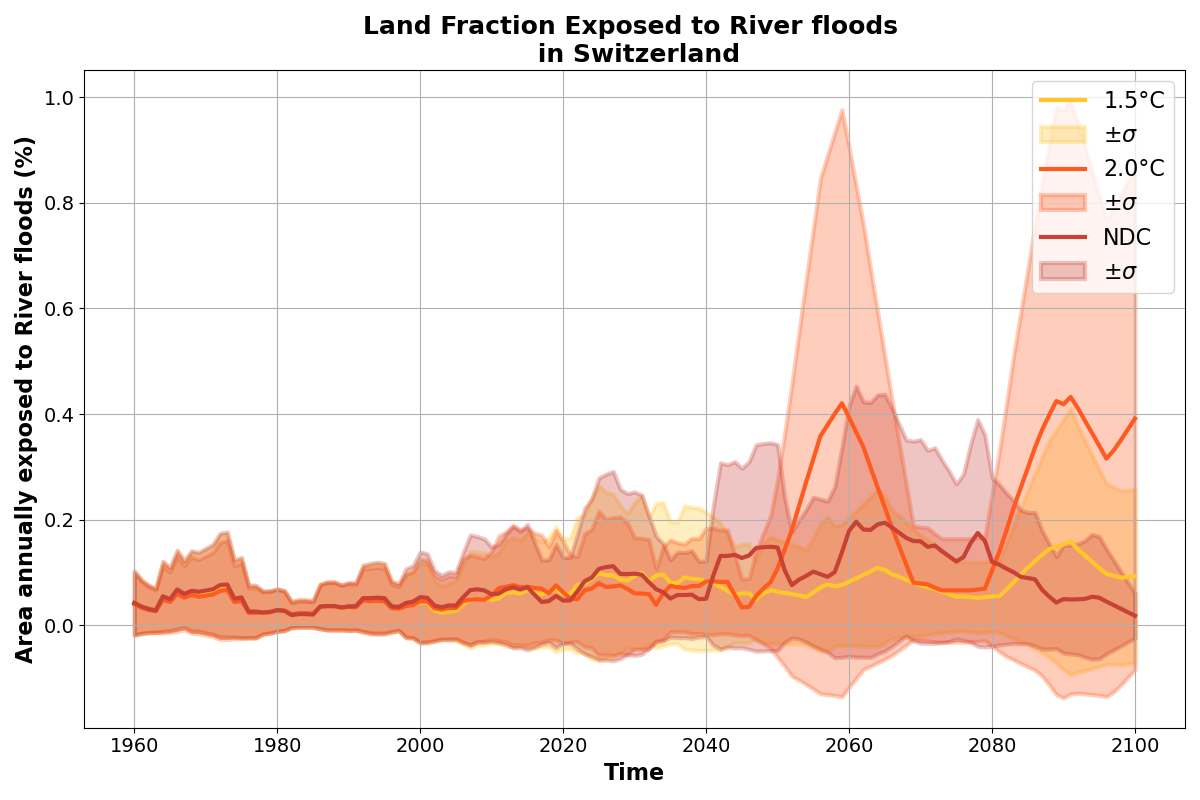 Land Fraction Exposed to River floods
in Switzerland
Area annually exposed to River floods (%)
1.0
0.8
0.6
0.4
0.2
0.0
1.5°C
±σ
2.0°C
±σ
NDC
±σ
1960
1980
2000
2020
2040
2060
2080
2100
Time